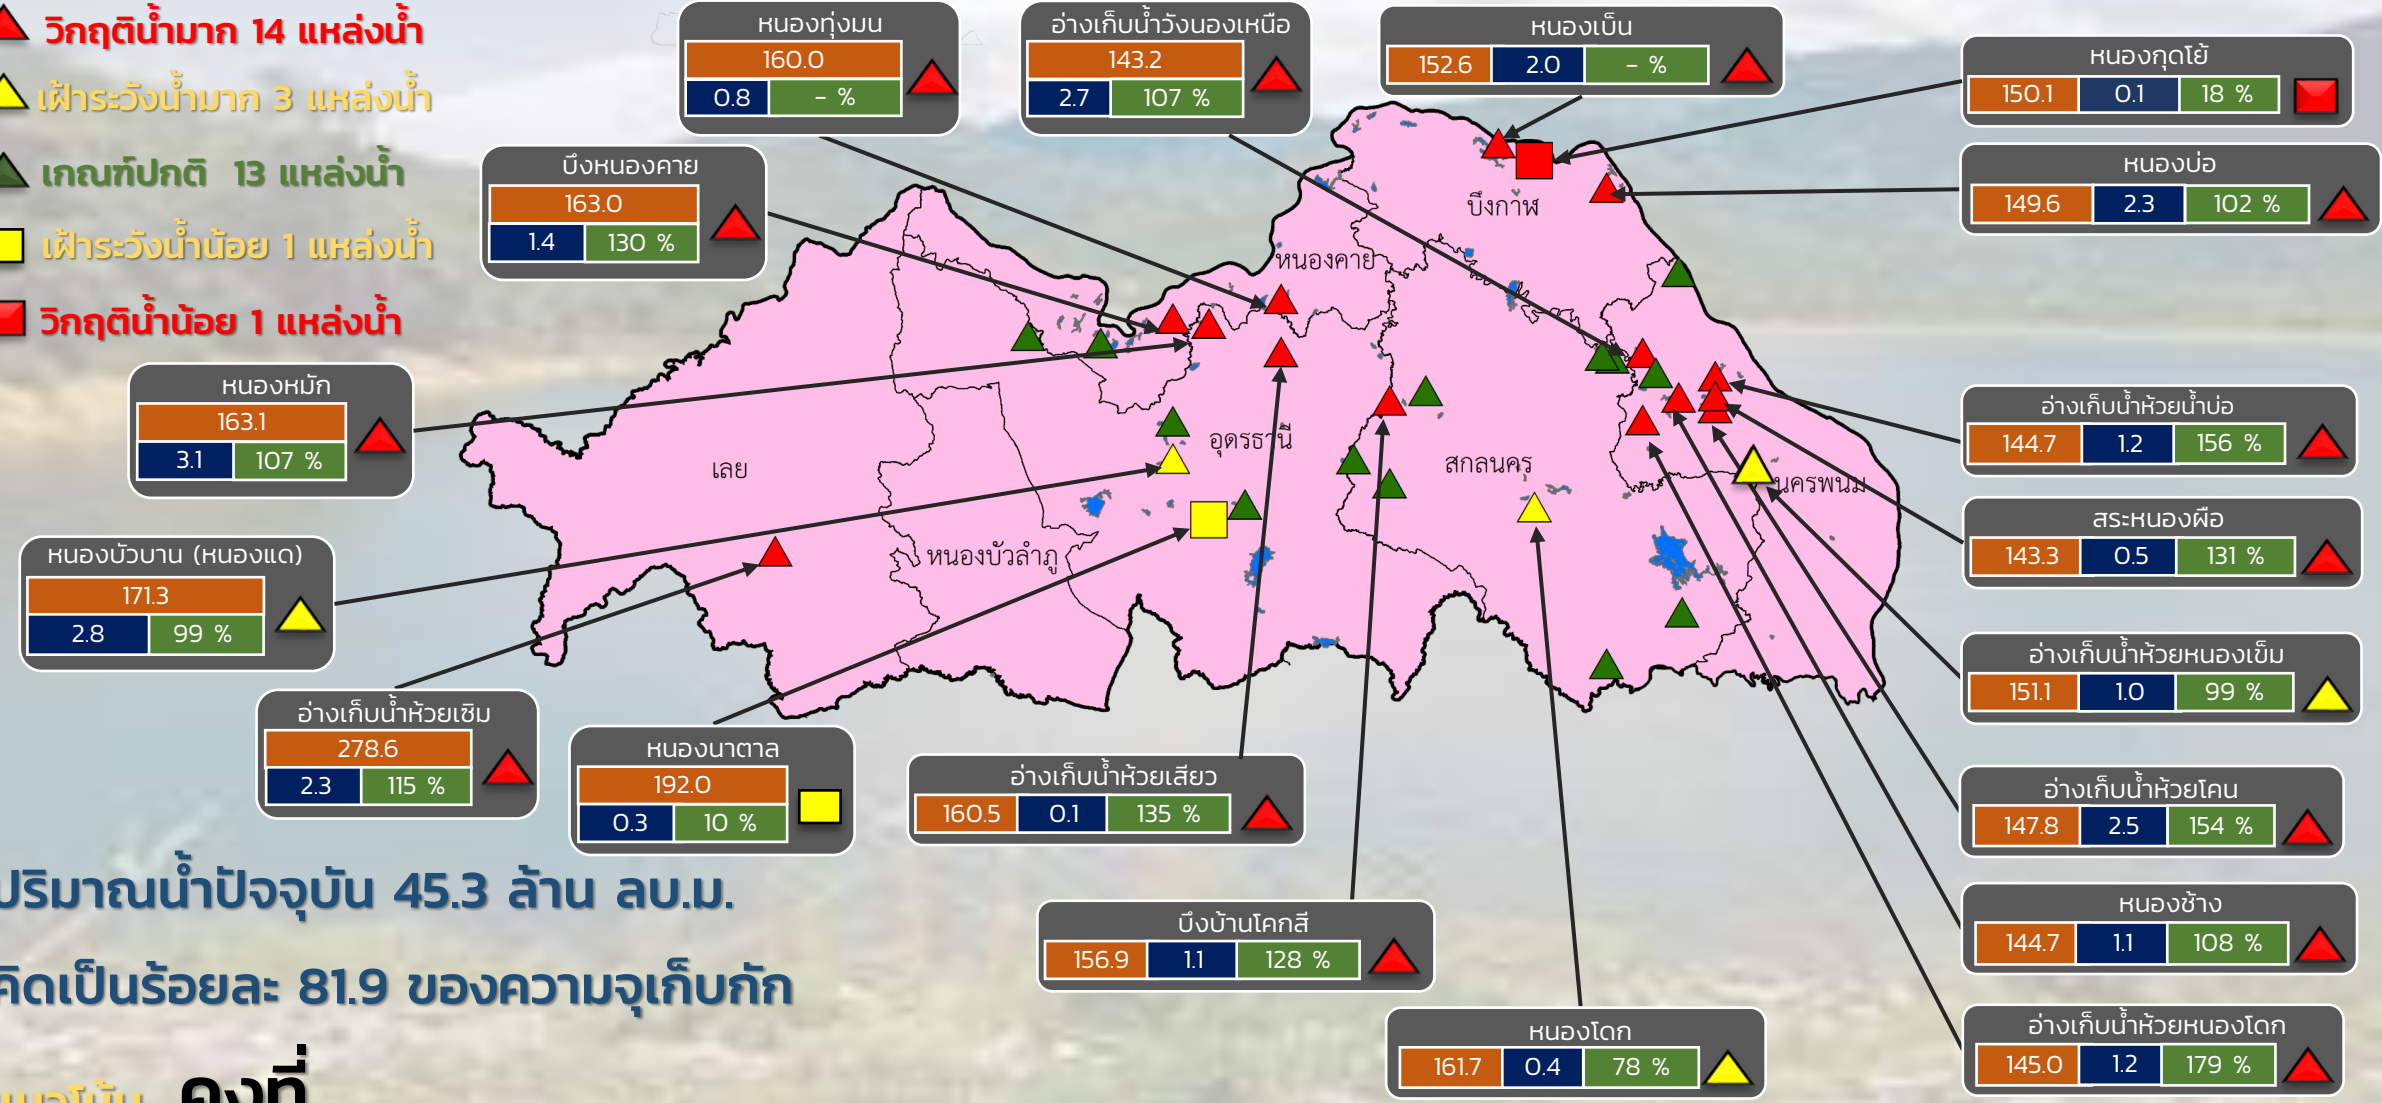 วิกฤติน้ำมาก 14 แหล่งน้ำ
เฝ้าระวังน้ำมาก 3 แหล่งน้ำ
เกณฑ์ปกติ 13 แหล่งน้ำ
เฝ้าระวังน้ำน้อย 1 แหล่งน้ำ
วิกฤติน้ำน้อย 1 แหล่งน้ำ
หนองทุ่งมน
160.0
0.8 - %
อ่างเก็บน้ำวังนองเหนือ
143.2
2.7 107 %
หนองเบ็น
152.6 2.0 - %
หนองกุดโย้
150.1 0.1 18 %
บึงหนองคาย
163.0
1.4 130 %
หนองบ่อ
149.6 2.3 102 %
บึงกาฬ
หนองคาย
หนองหมัก
163.1
3.1 107 %
อุดรธานี
เลย
สกลนคร
นครพนม
หนองบัวลำภู
อ่างเก็บน้ำห้วยน้ำบ่อ
144.7 1.2 156 %
สระหนองผือ
143.3 0.5 131 %
หนองบัวบาน (หนองแด)
171.3
2.8 99 %
อ่างเก็บน้ำห้วยหนองเข็ม
151.1 1.0 99 %
อ่างเก็บน้ำห้วยเซิม
278.6
2.3 115 %
หนองนาตาล
192.0
0.3 10 %
อ่างเก็บน้ำห้วยเสียว
160.5 0.1 135 %
อ่างเก็บน้ำห้วยโคน
147.8 2.5 154 %
บึงบ้านโคกสี
156.9 1.1 128 %
หนองช้าง
144.7 1.1 108 %
หนองโดก
161.7 0.4 78 %
อ่างเก็บน้ำห้วยหนองโดก
145.0 1.2 179 %
ปริมาณน้ำปัจจุบัน 45.3 ล้าน ลบ.ม.
คิดเป็นร้อยละ 81.9 ของความจุเก็บกัก
แนวโน้ม คงที่